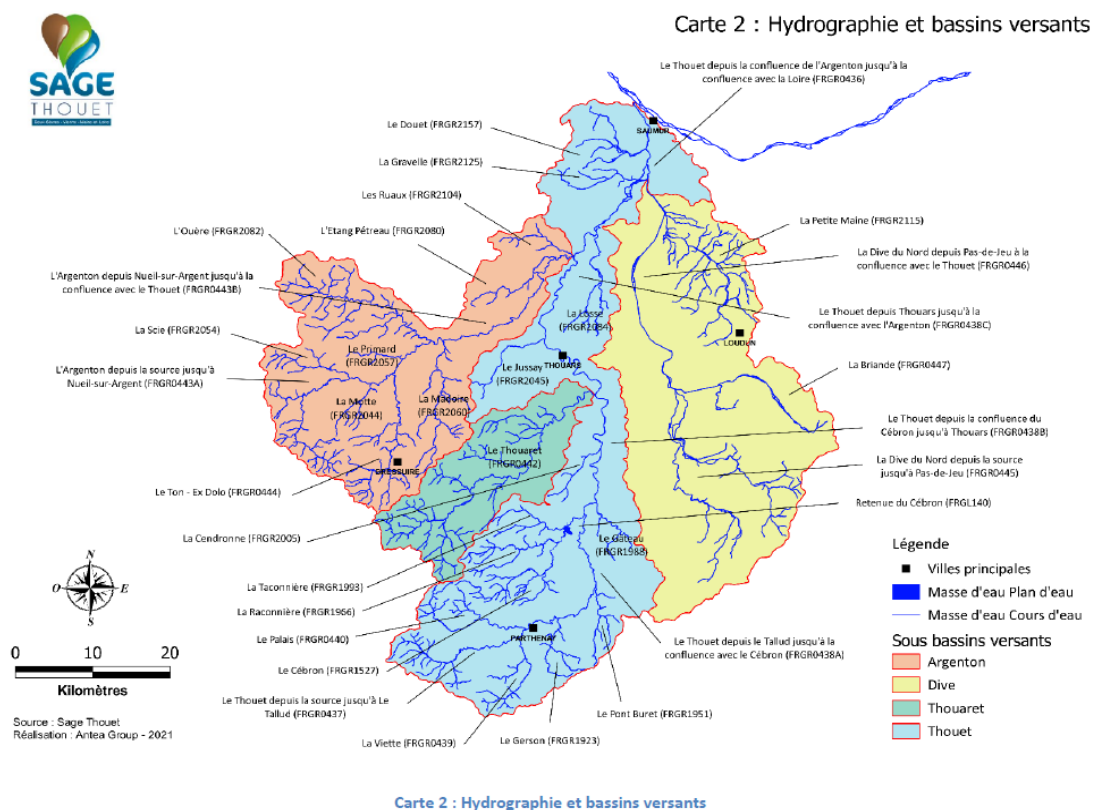 Carte 2 : Hydrographie et bassins versants
SAGE
THOUET
Le Thouet depuis la confluence de l'Argenton jusqu'à la
confluence avec la Loire (FRGR0436)
SAUMUR
Le Douet (FRGR2157)
La Gravelle (FRGR2125)
Les Ruaux (FRGR2104)
L'Etang Pétreau (FRGR2080)
L'Ouère (FRGR2082)
L'Argenton depuis Nueil-sur-Argent jusqu'à la
confluence avec le Thouet (FRGR0443B)
La Scie (FRGR2054)
L'Argenton depuis la source jusqu'à
Nueil-sur-Argent (FRGR0443A)
La Petite Maine (FRGR2115)
La Dive du Nord depuis Pas-de-Jeu à la
confluence avec le Thouet (FRGR0446)
Le Thouet depuis Thouars jusqu'à la
confluence avec l'Argenton (FRGR0438C)
La Losse
(FRGR2084)
LOUDUN
Le Primard
(FRGR2057)
THOUARS
Le Jussay
(FRGR2045)
La Briande (FRGR0447)
La Motte
(FRGR2044)
La Madoire
(FRGR2060)
Le Thouet depuis la confluence du
Cébron jusqu'à Thouars (FRGR0438B)
Le Thouaret
(FRGR0442)
BRESSUIRE
La Dive du Nord depuis la source
jusqu'à Pas-de-Jeu (FRGR0445)
Le Ton - Ex Dolo (FRGR0444)
Retenue du Cébron (FRGL140)
La Cendronne (FRGR2005)
Le Gateau
(FRGR1988)
La Taconnière (FRGR1993)
La Raconnière (FRGR1966)
Le Palais (FRGR0440)
PARTHENAY
Le Thouet depuis le Tallud jusqu'à la
confluence avec le Cébron (FRGR0438A)
Le Cébron (FRGR1527)
Le Thouet depuis la source jusqu'à Le
Tallud (FRGR0437)
Le Pont Buret (FRGR1951)
La Viette (FRGR0439)
Le Gerson (FRGR1923)
N
O
E
S
0 10 20
Kilomètres
Source : Sage Thouet
Réalisation : Antea Group - 2021
Légende
Villes principales
Masse d'eau Plan d'eau
Masse d'eau Cours d'eau
Sous bassins versants
Argenton
Dive
Thouaret
Thouet
Carte 2 : Hydrographie et bassins versants